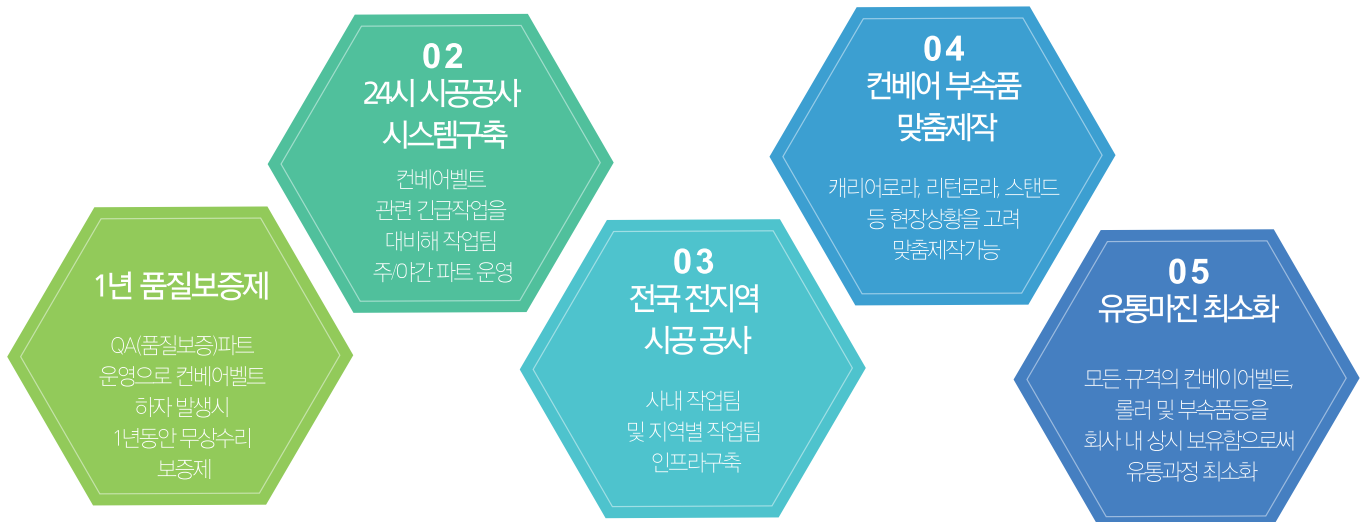 1년 품질보증제
QA(품질보증)파트
운영으로 컨베어벨트
하자 발생시
1년동안 무상수리
보증제
02
24시 시공공사
시스템구축
컨베어벨트
관련 긴급작업을
대비해 작업팀
주/야간 파트 운영
03
전국 전지역
시공 공사
사내 작업팀
및 지역별 작업팀
인프라구축
04
컨베어 부속품
맞춤제작
캐리어로라, 리턴로라, 스탠드
등 현장상황을 고려
맞춤제작기능
05
유통마진 최소화
모든 규격의 컨베이어벨트,
롤러 및 부속품등을
회사 내 상시 보유함으로써
유통과정 최소화